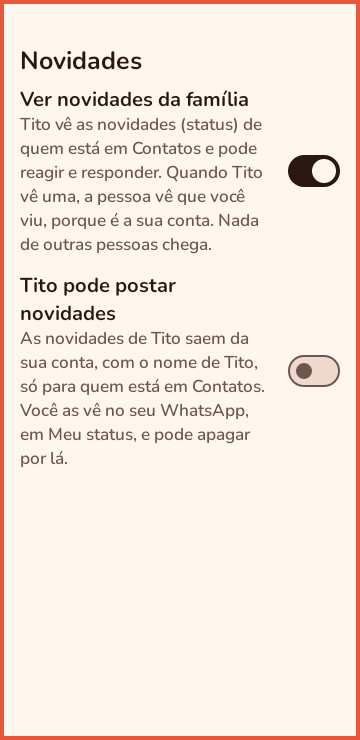 Novidades
Ver novidades da família
Tito vê as novidades (status) de
quem está em Contatos e pode
reagir e responder. Quando Tito
vê uma, a pessoa vê que você
viu, porque é a sua conta. Nada
de outras pessoas chega.
Tito pode postar
novidades
As novidades de Tito saem da
sua conta, com o nome de Tito,
só para quem está em Contatos.
Você as vê no seu WhatsApp,
em Meu status, e pode apagar
por lá.